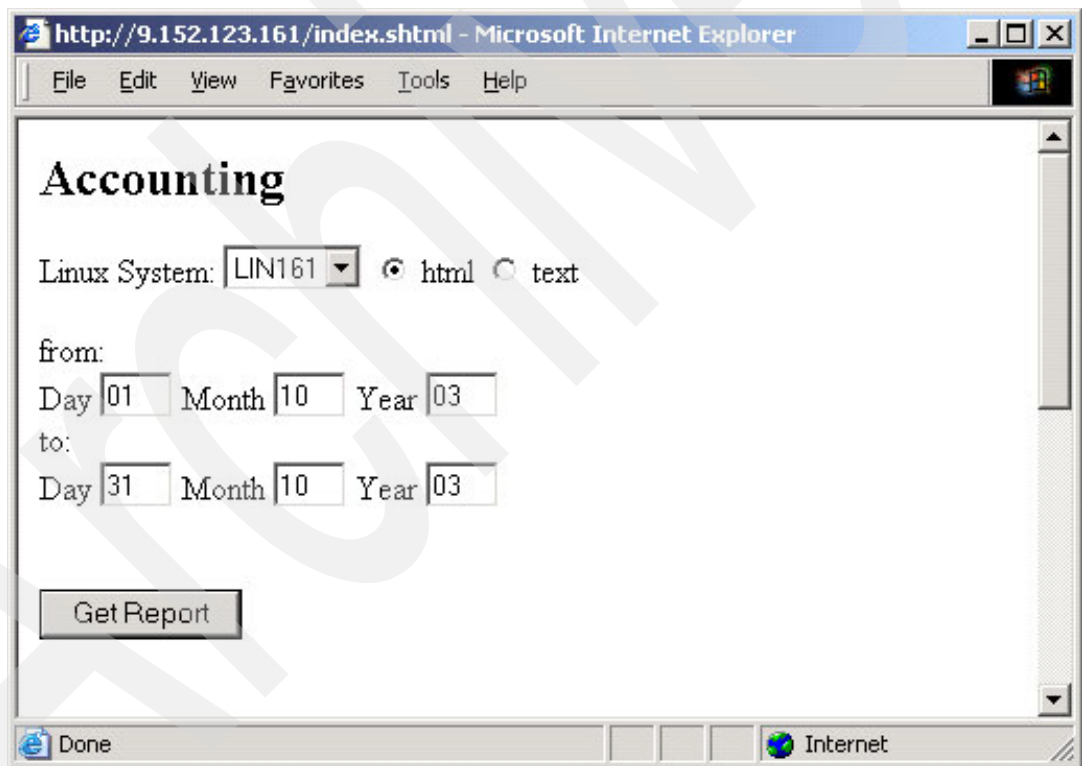 http://9.152.123.161/index.shtml - Microsoft Internet Explorer
File Edit View Favorites Tools Help
Accounting
Linux System: LIN161 html text
from:
Day 01 Month 10 Year 03
to:
Day 31 Month 10 Year 03
Get Report
Done Internet